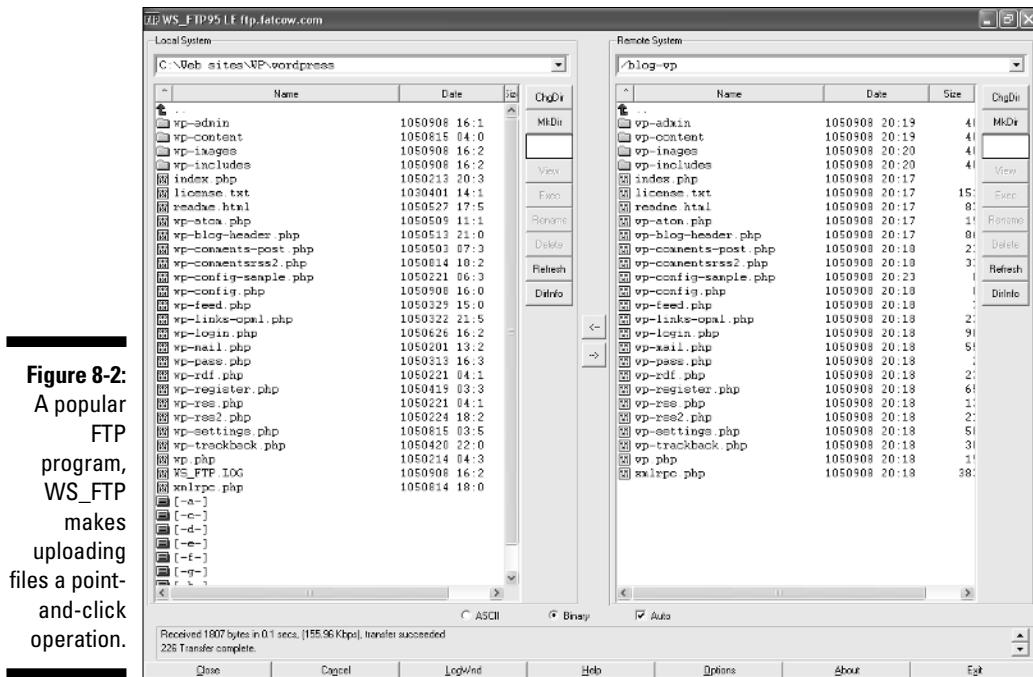 WS_FTP95 LE ftp.fatcow.com
Local System
C:\Web sites\WP\wordpress
^ Name Date Size
..
wp-admin 1050908 16:1
wp-content 1050815 04:0
wp-images 1050908 16:2
wp-includes 1050908 16:2
index.php 1050213 20:3
license.txt 1030401 14:1
readme.html 1050527 17:5
wp-atom.php 1050509 11:1
wp-blog-header.php 1050513 21:0
wp-comments-post.php 1050503 07:3
wp-commentsrss2.php 1050814 18:2
wp-config-sample.php 1050221 06:3
wp-config.php 1050908 16:0
wp-feed.php 1050329 15:0
wp-links-opml.php 1050322 21:5
wp-login.php 1050626 16:2
wp-mail.php 1050201 13:2
wp-pass.php 1050313 16:3
wp-rdf.php 1050221 04:1
wp-register.php 1050419 03:3
wp-rss.php 1050221 04:1
wp-rss2.php 1050224 18:2
wp-settings.php 1050815 03:5
wp-trackback.php 1050420 22:0
wp.php 1050214 04:3
WS_FTP.LOG 1050908 16:2
xmlrpc.php 1050814 18:0
[-a-]
[-c-]
[-d-]
[-e-]
[-f-]
[-g-]
ChgDir
MkDir
View
Exec
Rename
Delete
Refresh
DirInfo
<--
-->
Remote System
/blog-wp
^ Name Date Size
..
wp-admin 1050908 20:19
wp-content 1050908 20:19
wp-images 1050908 20:20
wp-includes 1050908 20:20
index.php 1050908 20:17
license.txt 1050908 20:17
readme.html 1050908 20:17
wp-atom.php 1050908 20:17
wp-blog-header.php 1050908 20:17
wp-comments-post.php 1050908 20:18
wp-commentsrss2.php 1050908 20:18
wp-config-sample.php 1050908 20:23
wp-config.php 1050908 20:18
wp-feed.php 1050908 20:18
wp-links-opml.php 1050908 20:18
wp-login.php 1050908 20:18
wp-mail.php 1050908 20:18
wp-pass.php 1050908 20:18
wp-rdf.php 1050908 20:18
wp-register.php 1050908 20:18
wp-rss.php 1050908 20:18
wp-rss2.php 1050908 20:18
wp-settings.php 1050908 20:18
wp-trackback.php 1050908 20:18
wp.php 1050908 20:18
xmlrpc.php 1050908 20:18
ChgDir
MkDir
View
Exec
Rename
Delete
Refresh
DirInfo
ASCII Binary Auto
Received 1807 bytes in 0.1 secs, (155.96 Kbps), transfer succeeded
226 Transfer complete.
Close Cancel LogWnd Help Options About Exit
Figure 8-2:
A popular
FTP
program,
WS_FTP
makes
uploading
files a point-
and-click
operation.